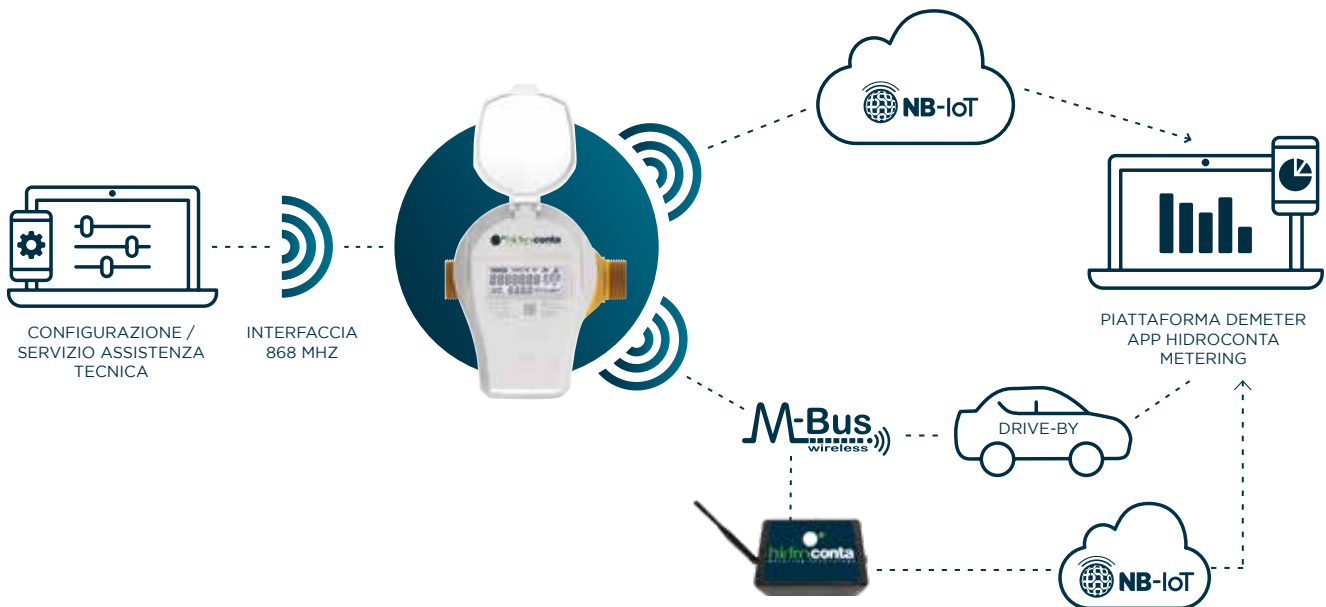 NB-IoT
hidroconta
CONFIGURAZIONE /
SERVIZIO ASSISTENZA
TECNICA
INTERFACCIA
868 MHZ
PIATTAFORMA DEMETER
APP HIDROCONTA
METERING
M-Bus
wireless
DRIVE-BY
hidroconta
NB-IoT